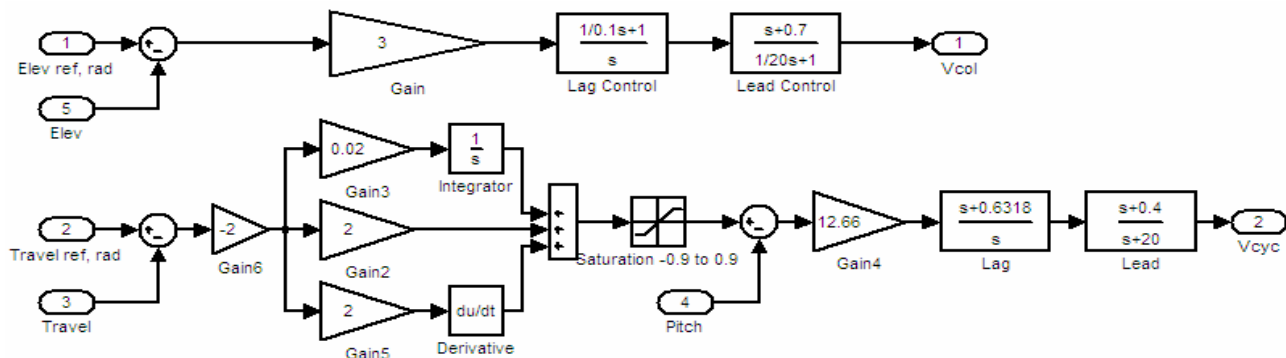 1
Elev ref, rad
3
Gain
1/0.1s+1
s
Lag Control
s+0.7
1/20s+1
Lead Control
1
Vcol
5
Elev
2
Travel ref, rad
3
Travel
-2
Gain6
0.02
Gain3
1
s
Integrator
2
Gain2
2
Gain5
du/dt
Derivative
Saturation -0.9 to 0.9
4
Pitch
12.66
Gain4
s+0.6318
s
Lag
s+0.4
s+20
Lead
2
Vcyc